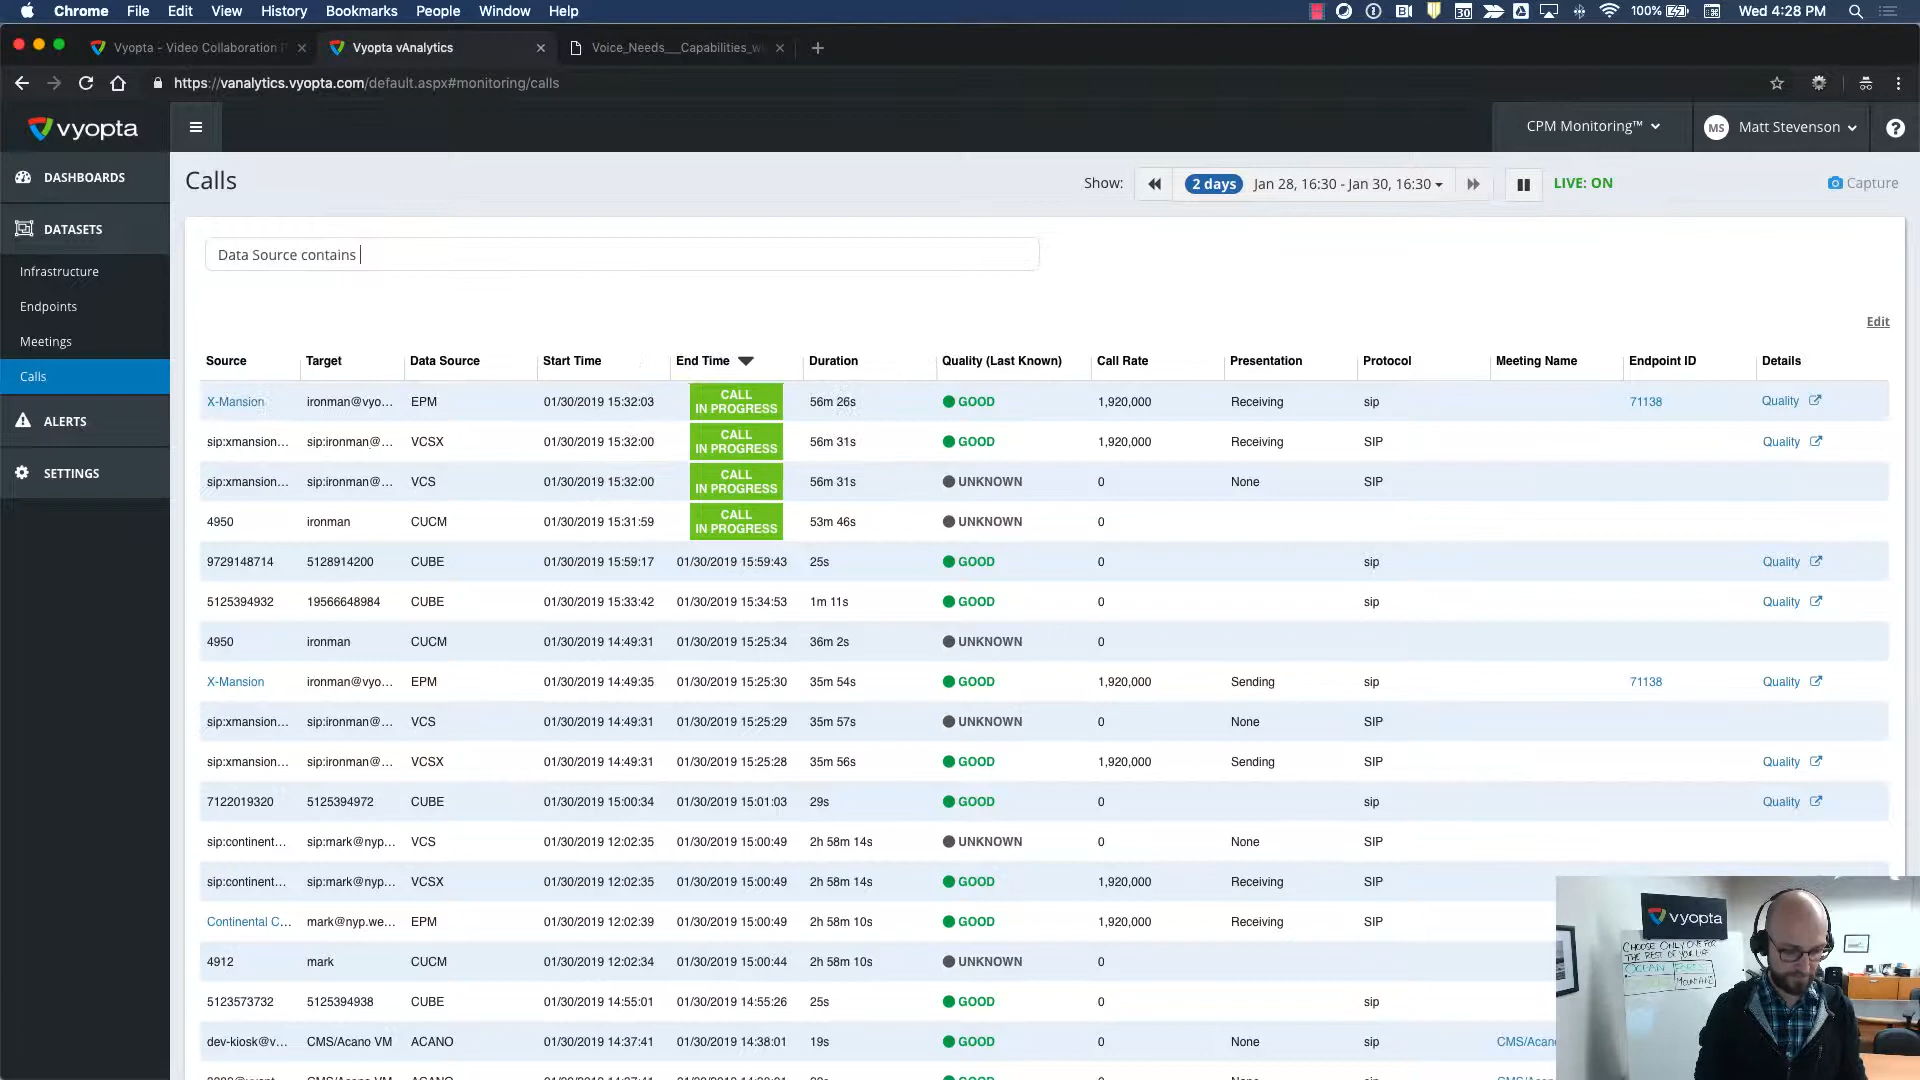 Chrome File Edit View History Bookmarks People Window Help
30 100% Wed 4:28 PM
Vyopta - Video Collaboration
Vyopta vAnalytics
Voice_Needs___Capabilities_w
https://vanalytics.vyopta.com/default.aspx#monitoring/calls
vyopta
CPM Monitoring™
MS Matt Stevenson
?
DASHBOARDS
DATASETS
Infrastructure
Endpoints
Meetings
Calls
ALERTS
SETTINGS
Calls
Show: 2 days Jan 28, 16:30 - Jan 30, 16:30 LIVE: ON Capture
Data Source contains
Edit
Source Target Data Source Start Time End Time Duration Quality (Last Known) Call Rate Presentation Protocol Meeting Name Endpoint ID Details
X-Mansion ironman@vyo... EPM 01/30/2019 15:32:03 CALL IN PROGRESS 56m 26s GOOD 1,920,000 Receiving sip 71138 Quality
sip:xmansion... sip:ironman@... VCSX 01/30/2019 15:32:00 CALL IN PROGRESS 56m 31s GOOD 1,920,000 Receiving SIP Quality
sip:xmansion... sip:ironman@... VCS 01/30/2019 15:32:00 CALL IN PROGRESS 56m 31s UNKNOWN 0 None SIP
4950 ironman CUCM 01/30/2019 15:31:59 CALL IN PROGRESS 53m 46s UNKNOWN 0
9729148714 5128914200 CUBE 01/30/2019 15:59:17 01/30/2019 15:59:43 25s GOOD 0 sip Quality
5125394932 19566648984 CUBE 01/30/2019 15:33:42 01/30/2019 15:34:53 1m 11s GOOD 0 sip Quality
4950 ironman CUCM 01/30/2019 14:49:31 01/30/2019 15:25:34 36m 2s UNKNOWN 0
X-Mansion ironman@vyo... EPM 01/30/2019 14:49:35 01/30/2019 15:25:30 35m 54s GOOD 1,920,000 Sending sip 71138 Quality
sip:xmansion... sip:ironman@... VCS 01/30/2019 14:49:31 01/30/2019 15:25:29 35m 57s UNKNOWN 0 None SIP
sip:xmansion... sip:ironman@... VCSX 01/30/2019 14:49:31 01/30/2019 15:25:28 35m 56s GOOD 1,920,000 Sending SIP Quality
7122019320 5125394972 CUBE 01/30/2019 15:00:34 01/30/2019 15:01:03 29s GOOD 0 sip Quality
sip:continent... sip:mark@nyp... VCS 01/30/2019 12:02:35 01/30/2019 15:00:49 2h 58m 14s UNKNOWN 0 None SIP
sip:continent... sip:mark@nyp... VCSX 01/30/2019 12:02:35 01/30/2019 15:00:49 2h 58m 14s GOOD 1,920,000 Receiving SIP
Continental C... mark@nyp.we... EPM 01/30/2019 12:02:39 01/30/2019 15:00:49 2h 58m 10s GOOD 1,920,000 Receiving SIP
4912 mark CUCM 01/30/2019 12:02:34 01/30/2019 15:00:44 2h 58m 10s UNKNOWN 0
5123573732 5125394938 CUBE 01/30/2019 14:55:01 01/30/2019 14:55:26 25s GOOD 0 sip
dev-kiosk@v... CMS/Acano VM ACANO 01/30/2019 14:37:41 01/30/2019 14:38:01 19s GOOD 0 None sip CMS/Acano
vyopta
CHOOSE ONLY ONE FOR
THE REST OF YOUR LIFE
OCEAN FOREST
MOUNTAINS